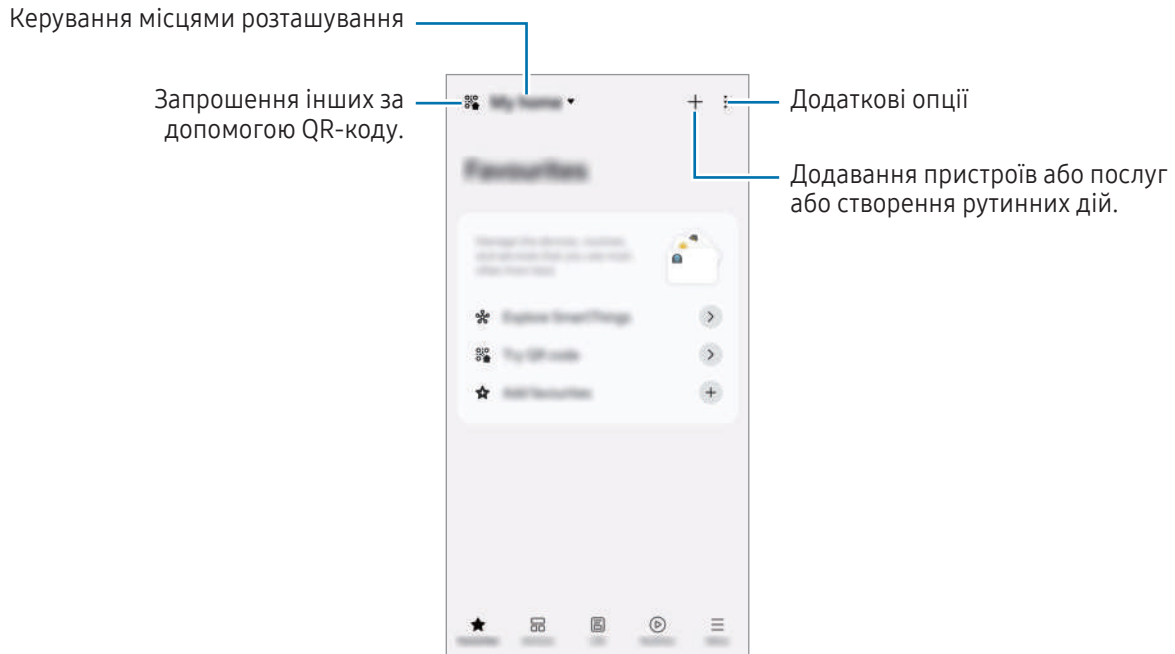 Керування місцями розташування
Запрошення інших за
допомогою QR-коду.
Додаткові опції
Додавання пристроїв або послуг
або створення рутинних дій.
My home
Favourites
Explore SmartThings
Try QR code
Add favourites